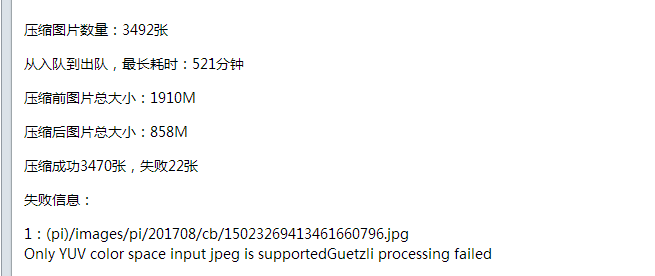 压缩图片数量：3492张
从入队到出队，最长耗时：521分钟
压缩前图片总大小：1910M
压缩后图片总大小：858M
压缩成功3470张，失败22张
失败信息：
1：(pi)/images/pi/201708/cb/15023269413461660796.jpg
Only YUV color space input jpeg is supportedGuetzli processing failed